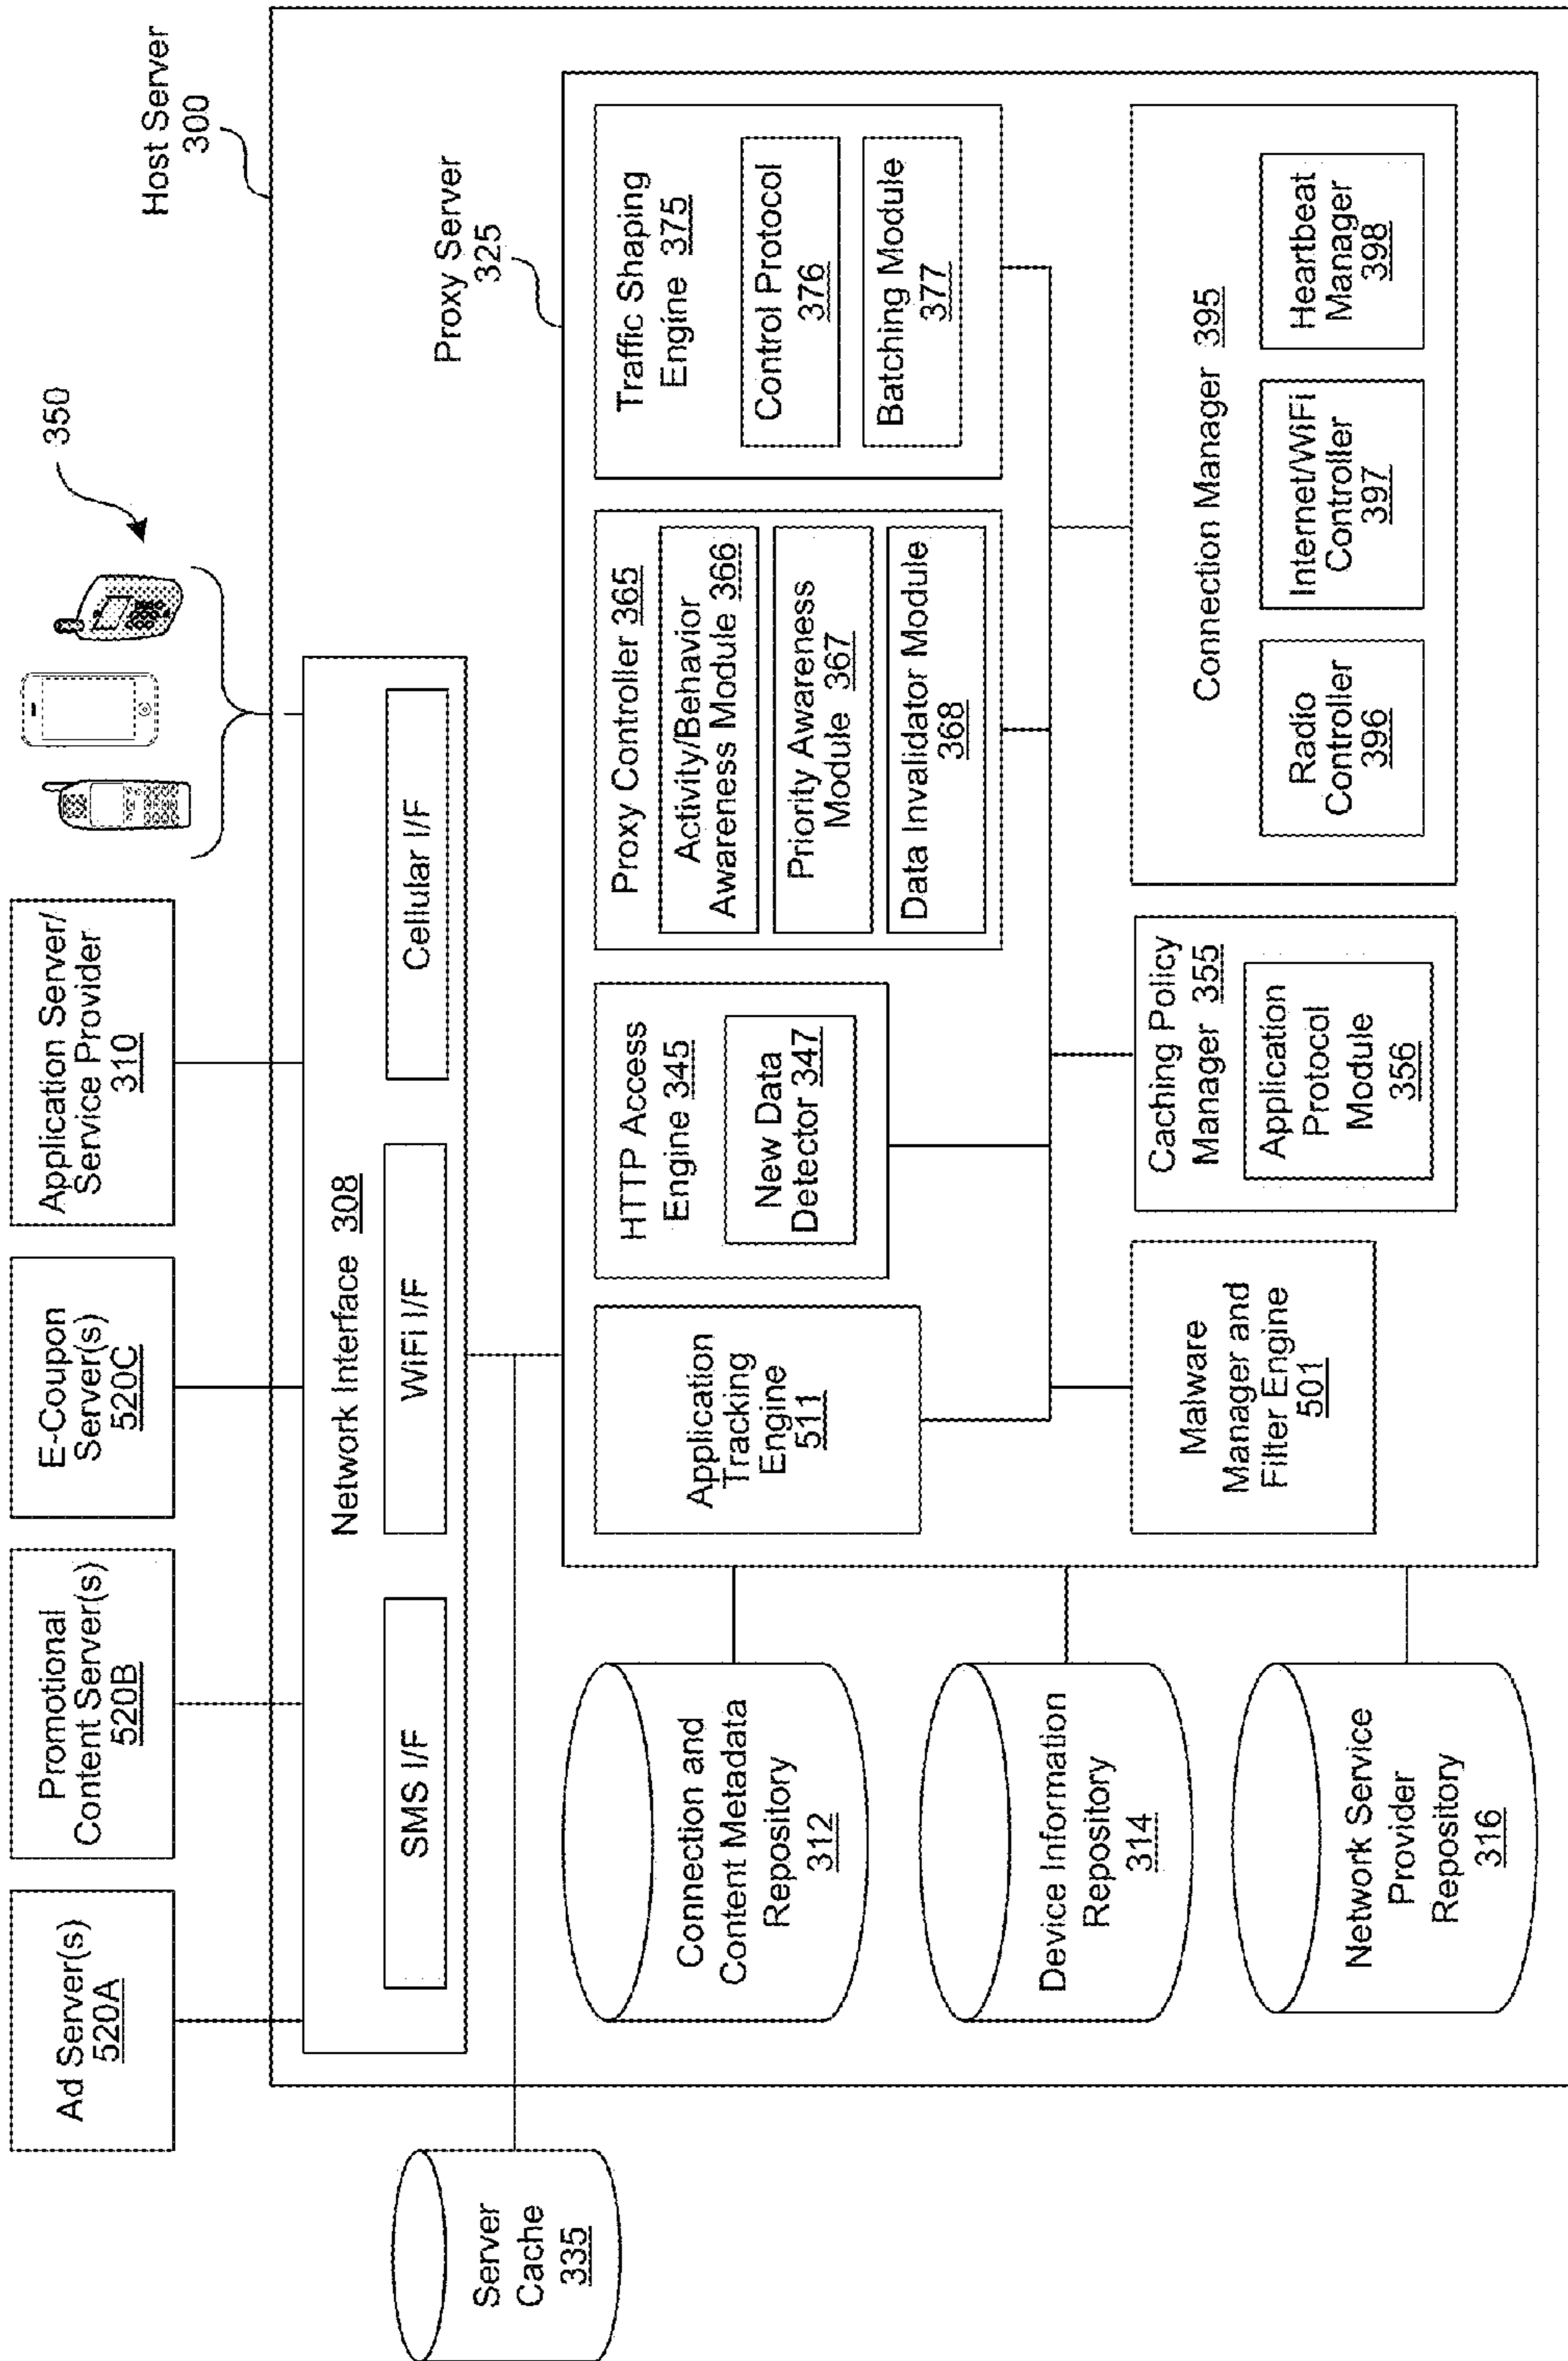 Ad Server(s)
520A
Promotional
Content Server(s)
520B
E-Coupon
Server(s)
520C
Application Server/
Service Provider
310
350
Host Server
300
Network Interface 308
SMS I/F
WiFi I/F
Cellular I/F
Server
Cache
335
Proxy Server
325
Connection and
Content Metadata
Repository
312
Device Information
Repository
314
Network Service
Provider
Repository
316
Application
Tracking
Engine
511
HTTP Access
Engine 345
New Data
Detector 347
Proxy Controller 365
Activity/Behavior
Awareness Module 366
Priority Awareness
Module 367
Data Invalidator Module
368
Traffic Shaping
Engine 375
Control Protocol
376
Batching Module
377
Malware
Manager and
Filter Engine
501
Caching Policy
Manager 355
Application
Protocol
Module
356
Connection Manager 395
Radio
Controller
396
Internet/WiFi
Controller
397
Heartbeat
Manager
398